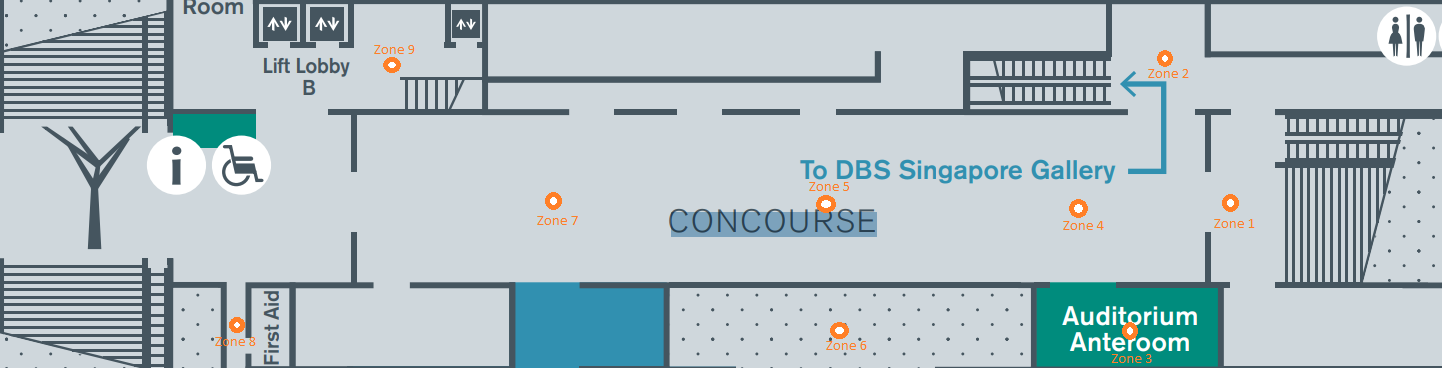 Room
Zone 9
Lift Lobby
B
Zone 2
i
To DBS Singapore Gallery
Zone 5
CONCOURSE
Zone 7
Zone 4
Zone 1
First Aid
Auditorium
Anteroom
Zone 8
Zone 6
Zone 3